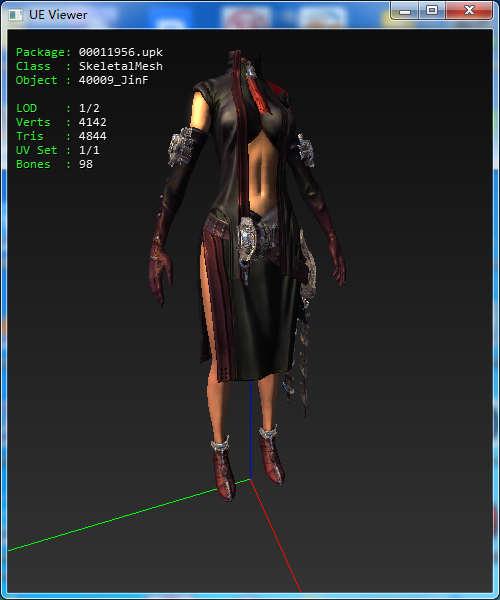 UE Viewer
Package: 00011956.upk
Class : SkeletalMesh
Object : 40009_JinF
LOD : 1/2
Verts : 4142
Tris : 4844
UV Set : 1/1
Bones : 98